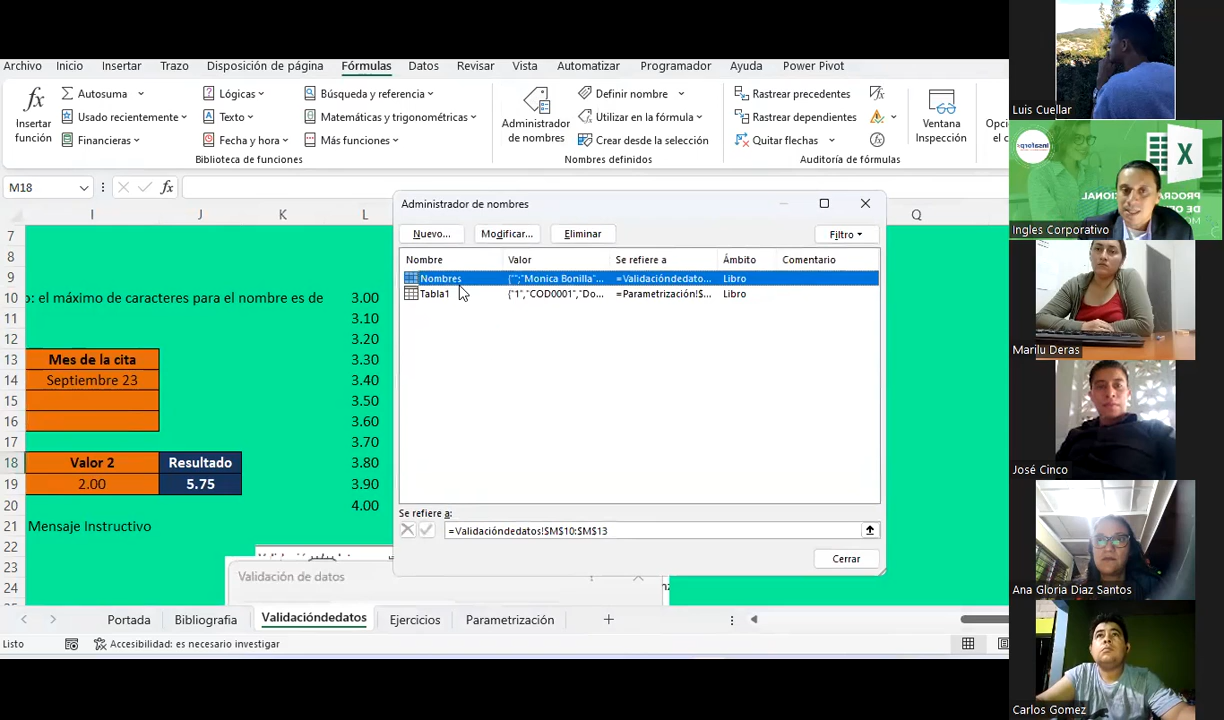 Archivo Inicio Insertar Trazo Disposición de página Fórmulas Datos Revisar Vista Automatizar Programador Ayuda Power Pivot
Insertar función
Autosuma
Usado recientemente
Financieras
Lógicas
Texto
Fecha y hora
Búsqueda y referencia
Matemáticas y trigonométricas
Más funciones
Biblioteca de funciones
Administrador de nombres
Definir nombre
Utilizar en la fórmula
Crear desde la selección
Nombres definidos
Rastrear precedentes
Rastrear dependientes
Quitar flechas
Auditoría de fórmulas
Ventana Inspección
M18
fx
I J K L Q
7
8
9
10 o: el máximo de caracteres para el nombre es de 3.00
11 3.10
12 3.20
13 Mes de la cita 3.30
14 Septiembre 23 3.40
15 3.50
16 3.60
17 3.70
18 Valor 2 Resultado 3.80
19 2.00 5.75 3.90
20 4.00
21 Mensaje Instructivo
22
23
24
Validación de datos
Administrador de nombres
Nuevo... Modificar... Eliminar Filtro
Nombre Valor Se refiere a Ámbito Comentario
Nombres {"";"Monica Bonilla"... =Validacióndedato... Libro
Tabla1 {"1","COD0001","Do... =Parametrización!$... Libro
Se refiere a:
=Validacióndedatos!$M$10:$M$13
Cerrar
Portada Bibliografia Validacióndedatos Ejercicios Parametrización
Listo Accesibilidad: es necesario investigar
Luis Cuellar
insaforp
Ingles Corporativo
Marilu Deras
José Cinco
Ana Gloria Diaz Santos
Carlos Gomez